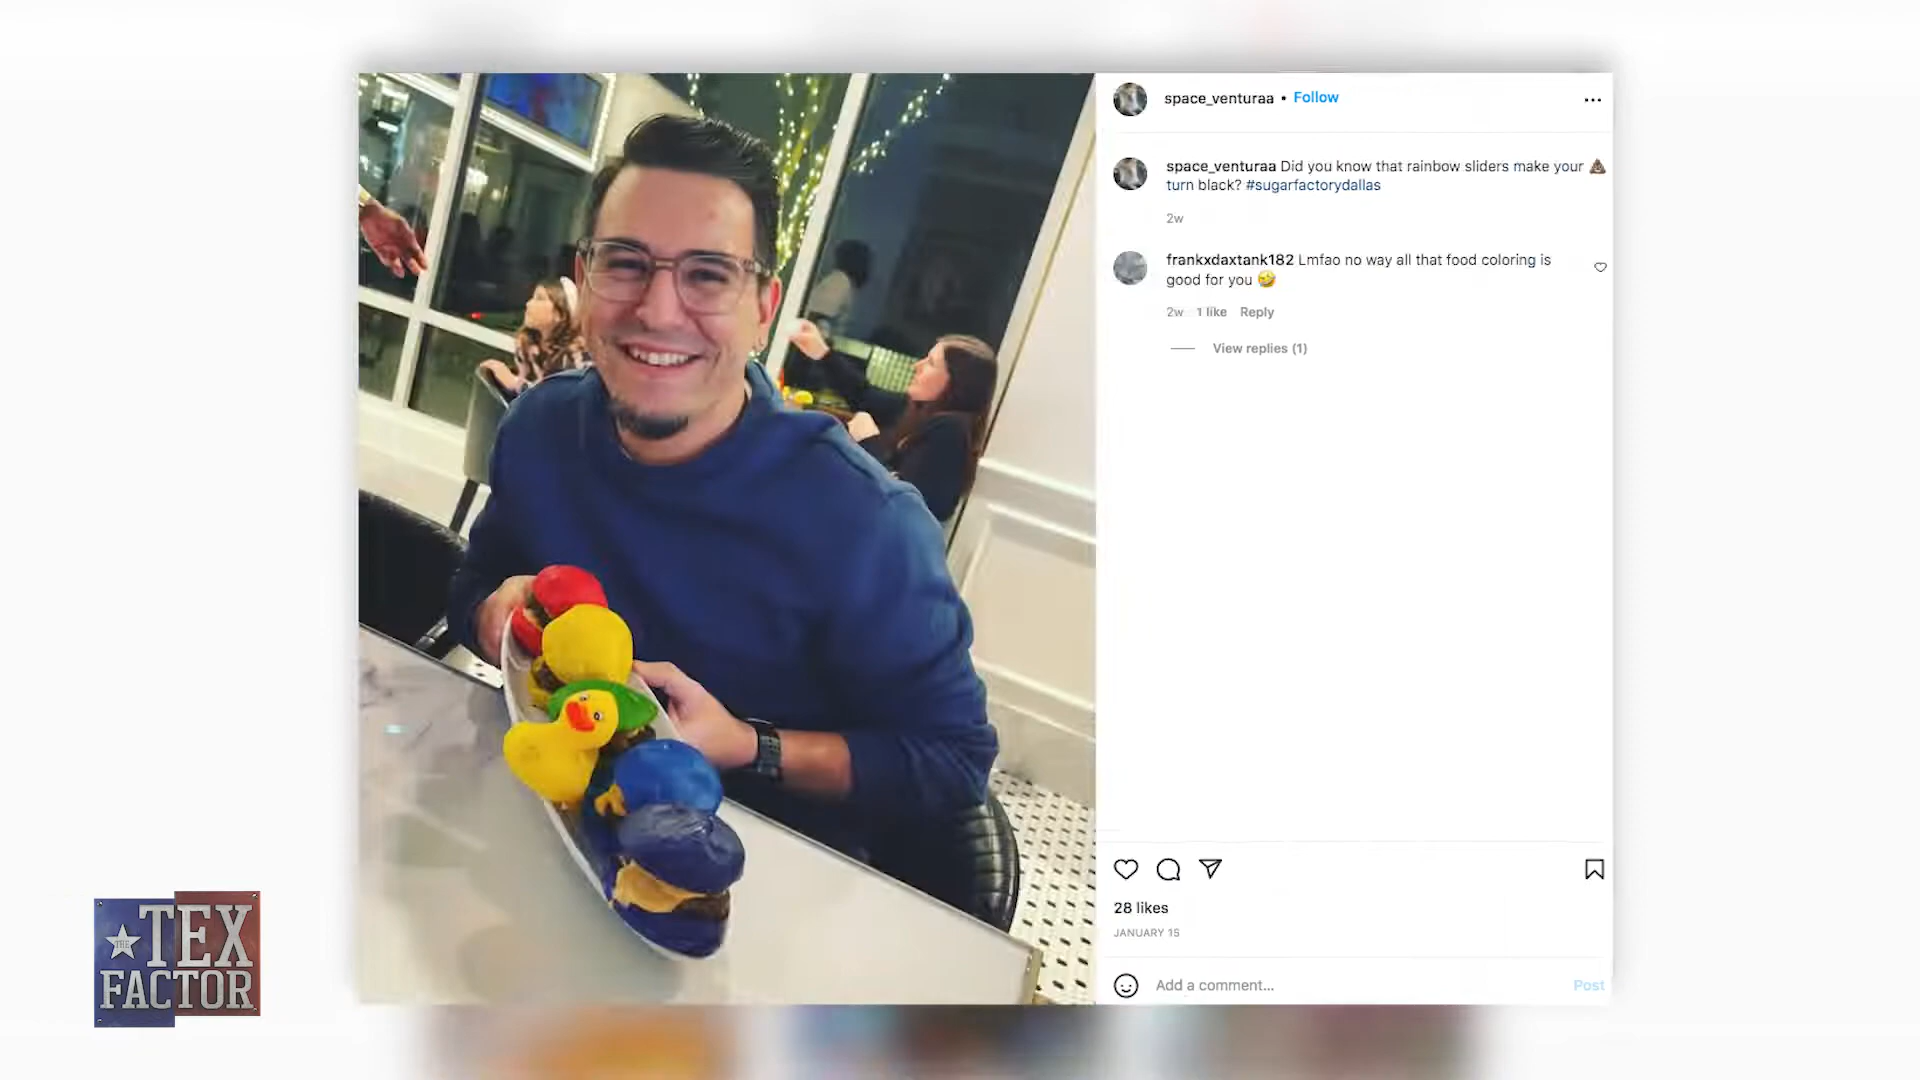 space_venturaa • Follow
space_venturaa Did you know that rainbow sliders make your 💩
turn black? #sugarfactorydallas
2w
frankxdaxtank182 Lmfao no way all that food coloring is
good for you 🤣
2w 1 like Reply
View replies (1)
28 likes
JANUARY 15
Add a comment... Post
THE TEX
FACTOR